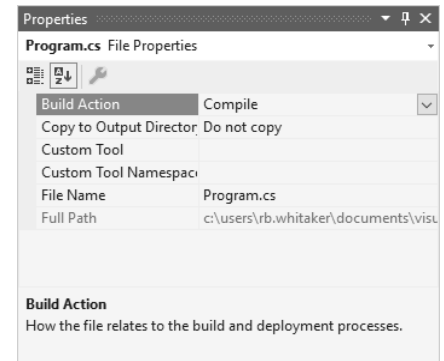 Properties
Program.cs File Properties
Build Action Compile
Copy to Output Director Do not copy
Custom Tool
Custom Tool Namespac
File Name Program.cs
Full Path c:\users\rb.whitaker\documents\visu
Build Action
How the file relates to the build and deployment processes.